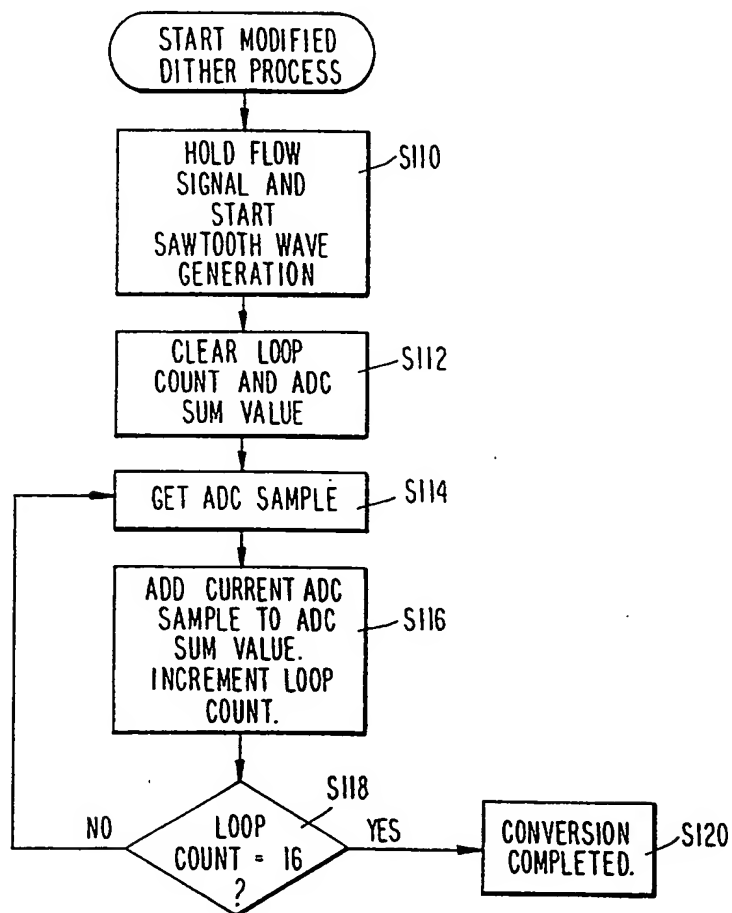 START MODIFIED
DITHER PROCESS
HOLD FLOW
SIGNAL AND
START
SAWTOOTH WAVE
GENERATION
S110
CLEAR LOOP
COUNT AND ADC
SUM VALUE
S112
GET ADC SAMPLE
S114
ADD CURRENT ADC
SAMPLE TO ADC
SUM VALUE.
INCREMENT LOOP
COUNT.
S116
LOOP
COUNT = 16
?
S118
NO
YES
CONVERSION
COMPLETED.
S120